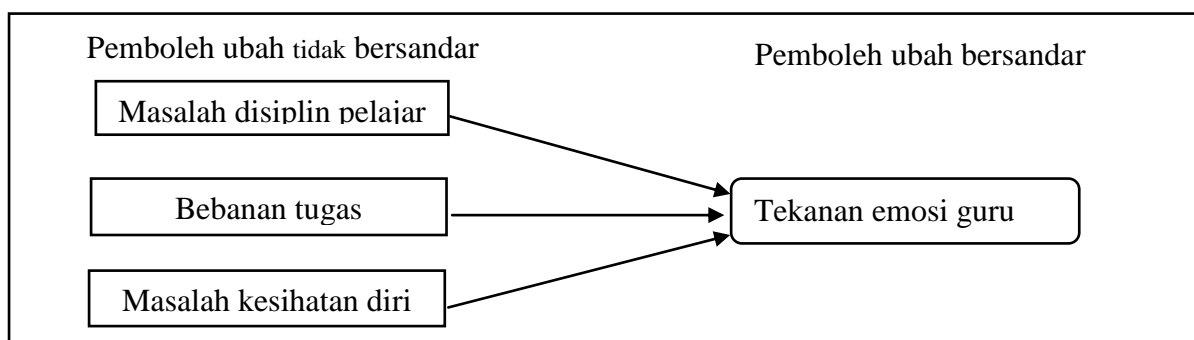 Pemboleh ubah tidak bersandar
Pemboleh ubah bersandar
Masalah disiplin pelajar
Bebanan tugas
Tekanan emosi guru
Masalah kesihatan diri